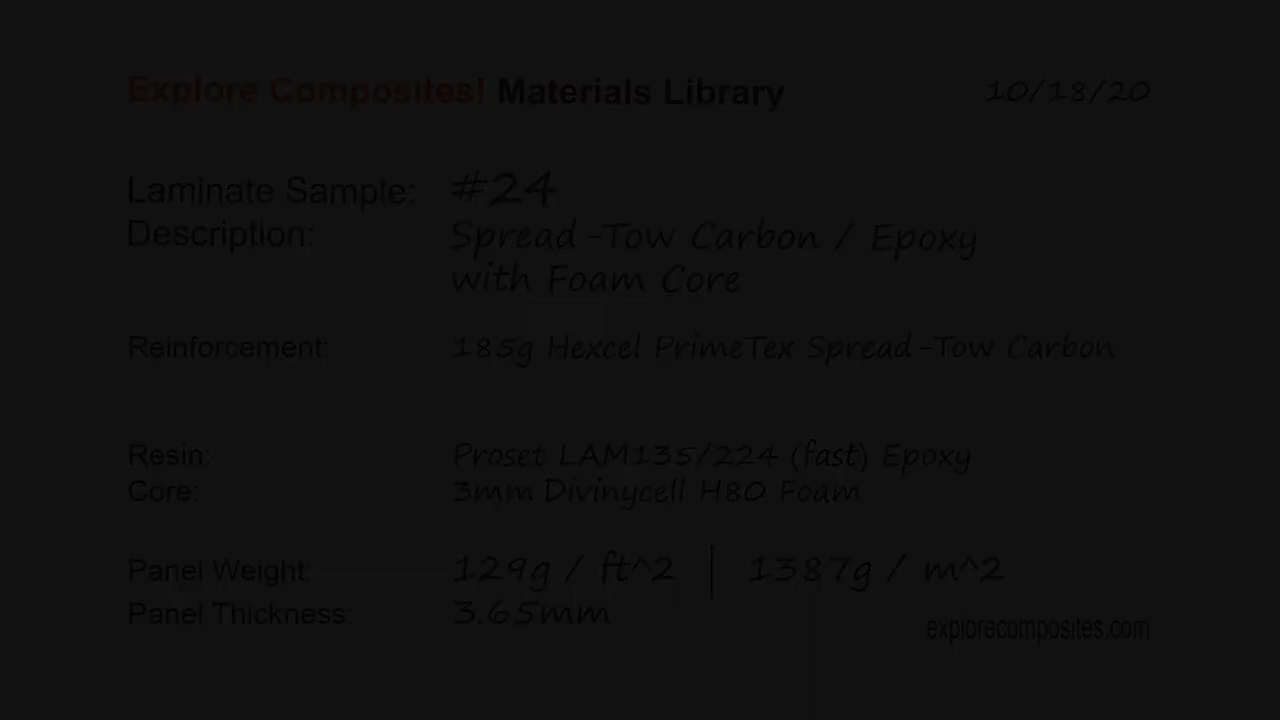 Explore Composites! Materials Library 10/18/20
Laminate Sample: #24
Description: Spread-Tow Carbon / Epoxy
with Foam Core
Reinforcement: 185g Hexcel PrimeTex Spread-Tow Carbon
Resin: Proset LAM135/224 (fast) Epoxy
Core: 3mm Divinycell H80 Foam
Panel Weight: 129g / ft^2 | 1387g / m^2
Panel Thickness: 3.65mm
explorecomposites.com